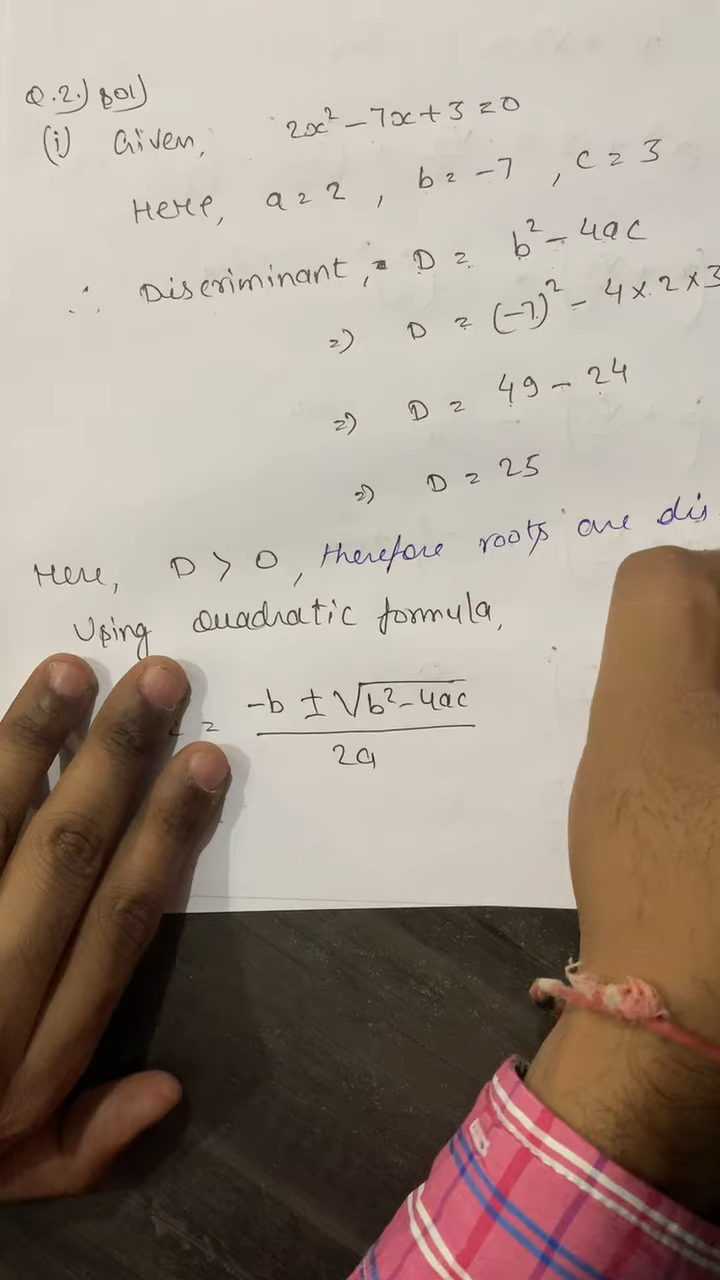 Q.2.) Sol)
(i) Given, 2x² - 7x + 3 = 0
Here, a = 2, b = -7, c = 3
∴ Discriminant, D = b² - 4ac
=) D = (-7)² - 4 × 2 × 3
=) D = 49 - 24
=) D = 25
Here, D > 0, therefore roots are dis
Using quadratic formula,
= -b ± √b² - 4ac / 2a